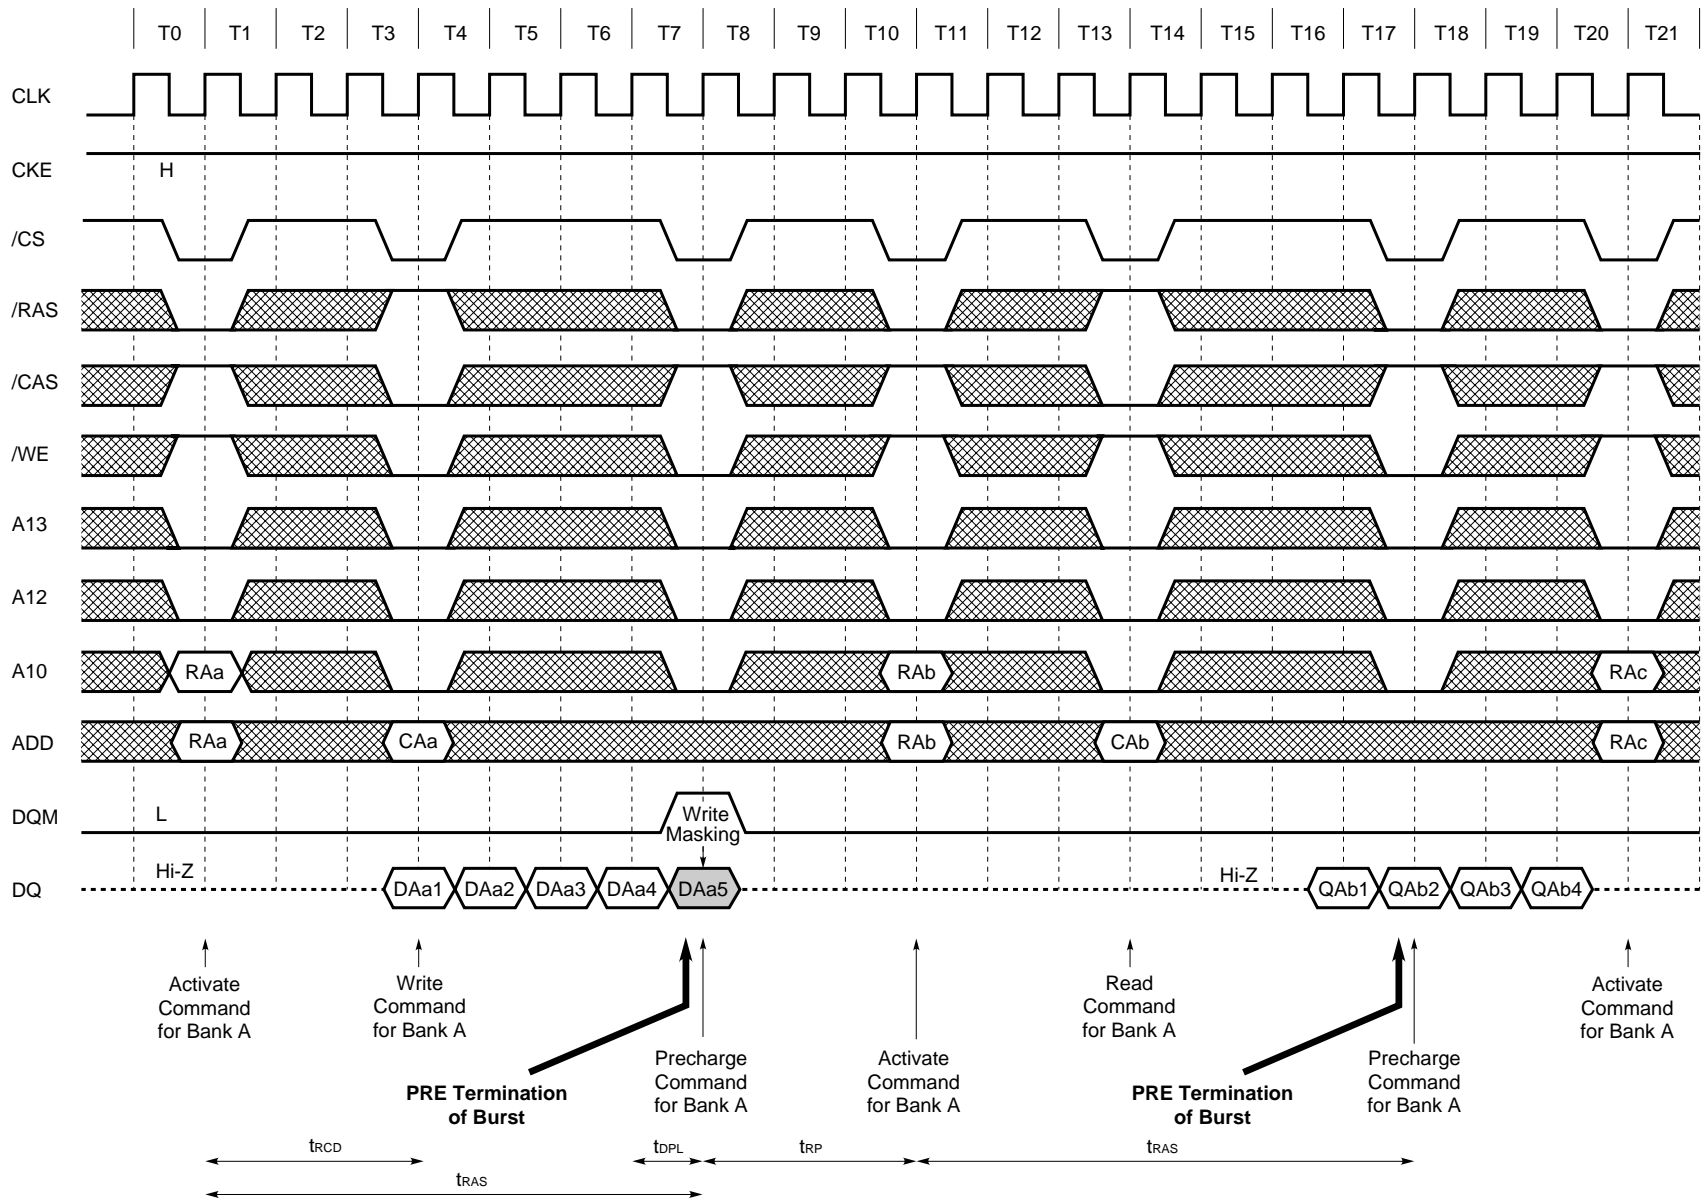 T0 T1 T2 T3 T4 T5 T6 T7 T8 T9 T10 T11 T12 T13 T14 T15 T16 T17 T18 T19 T20 T21
CLK
CKE H
/CS
/RAS
/CAS
/WE
A13
A12
A10 RAa RAb RAc
ADD RAa CAa RAb CAb RAc
DQM L Write
Masking
DQ Hi-Z DAa1 DAa2 DAa3 DAa4 DAa5 Hi-Z QAb1 QAb2 QAb3 QAb4
Activate
Command
for Bank A
Write
Command
for Bank A
PRE Termination
of Burst
Precharge
Command
for Bank A
Activate
Command
for Bank A
Read
Command
for Bank A
PRE Termination
of Burst
Precharge
Command
for Bank A
Activate
Command
for Bank A
tRCD tDPL tRP tRAS
tRAS